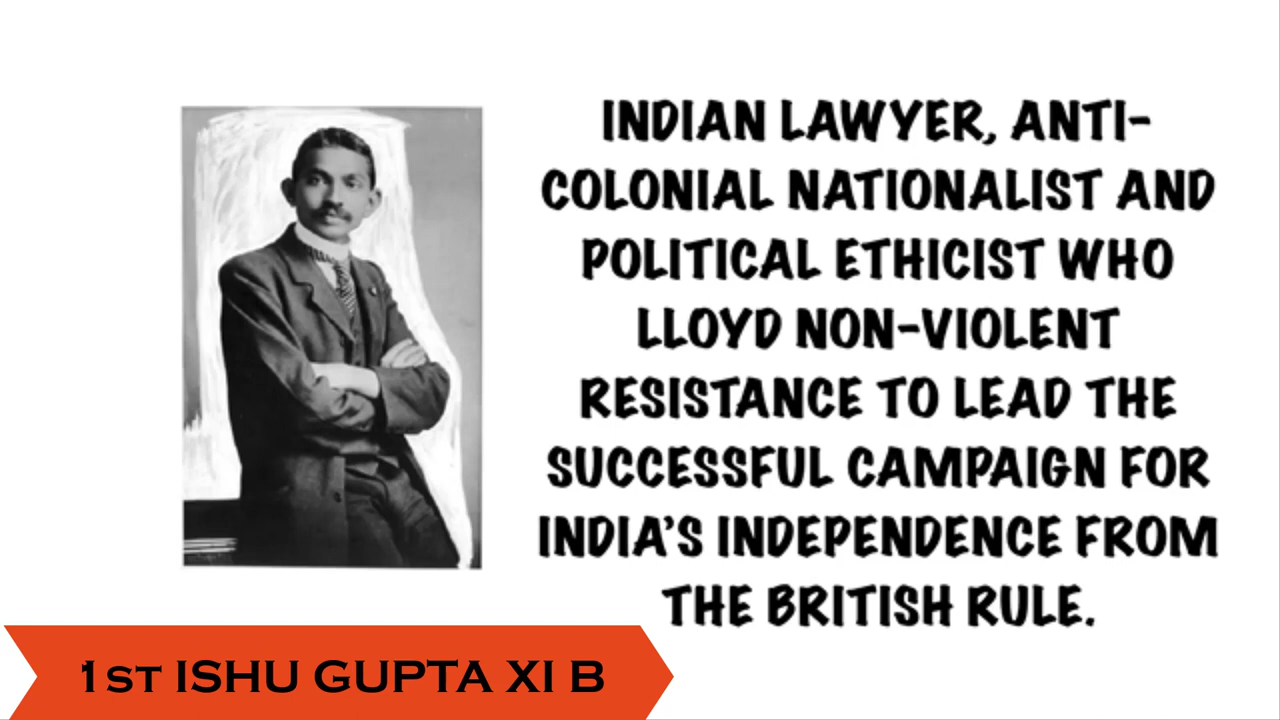 INDIAN LAWYER, ANTI-
COLONIAL NATIONALIST AND
POLITICAL ETHICIST WHO
LLOYD NON-VIOLENT
RESISTANCE TO LEAD THE
SUCCESSFUL CAMPAIGN FOR
INDIA'S INDEPENDENCE FROM
THE BRITISH RULE.
1ST ISHU GUPTA XI B